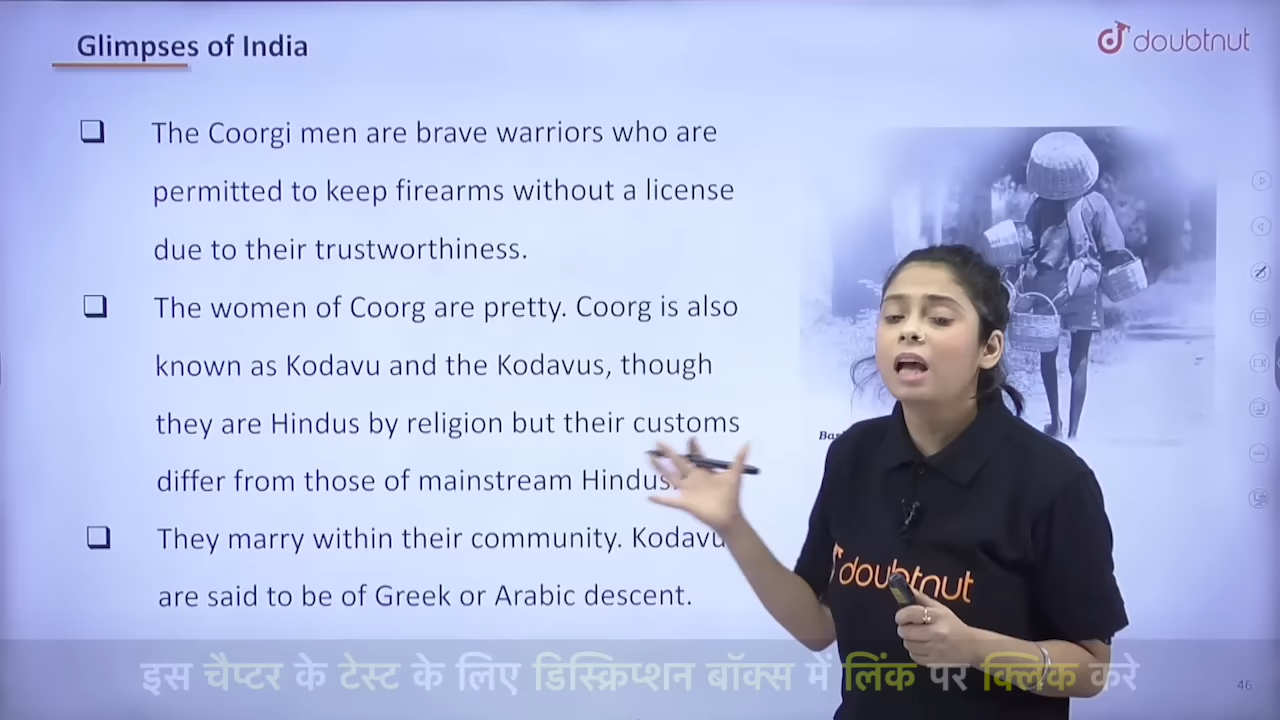 Glimpses of India
doubtnut
The Coorgi men are brave warriors who are
permitted to keep firearms without a license
due to their trustworthiness.
The women of Coorg are pretty. Coorg is also
known as Kodavu and the Kodavus, though
they are Hindus by religion but their customs
differ from those of mainstream Hindus.
They marry within their community. Kodavu
are said to be of Greek or Arabic descent.
doubtnut
इस चैप्टर के टेस्ट के लिए डिस्क्रिप्शन बॉक्स में लिंक पर क्लिक करे
46